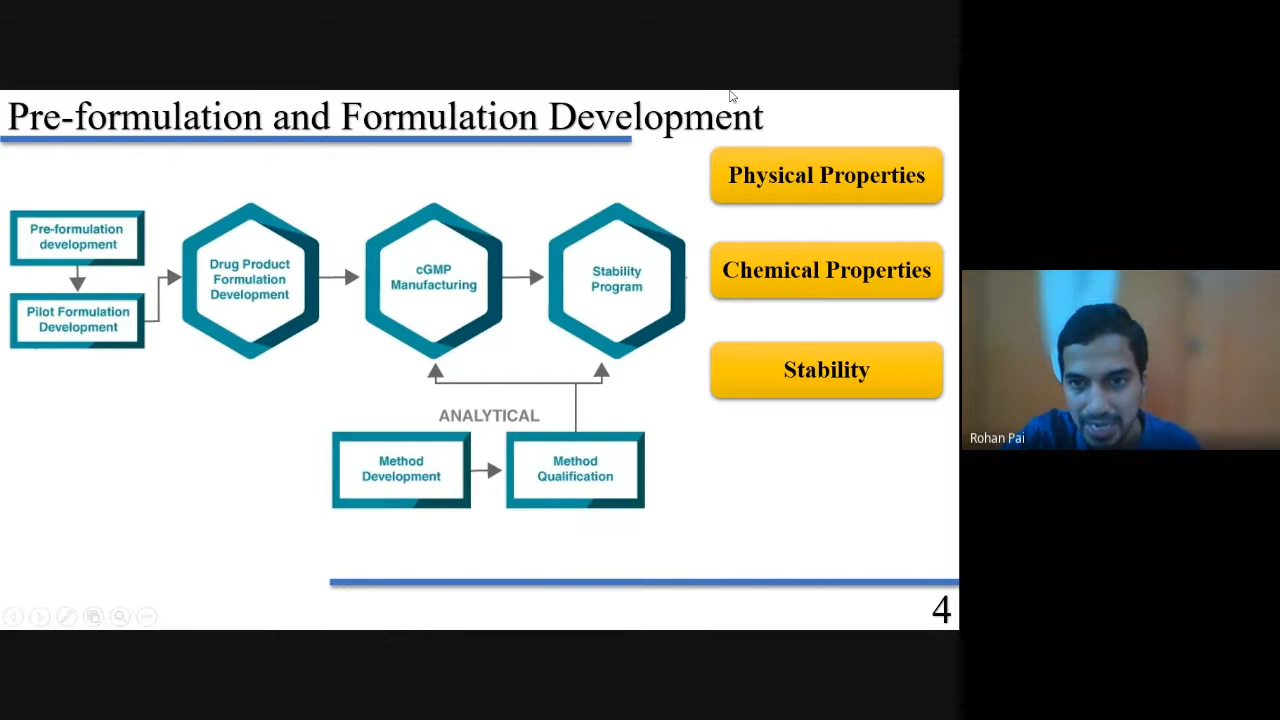 Pre-formulation and Formulation Development
Pre-formulation
development
Pilot Formulation
Development
Drug Product
Formulation
Development
cGMP
Manufacturing
Stability
Program
ANALYTICAL
Method
Development
Method
Qualification
Physical Properties
Chemical Properties
Stability
4
Rohan Pai